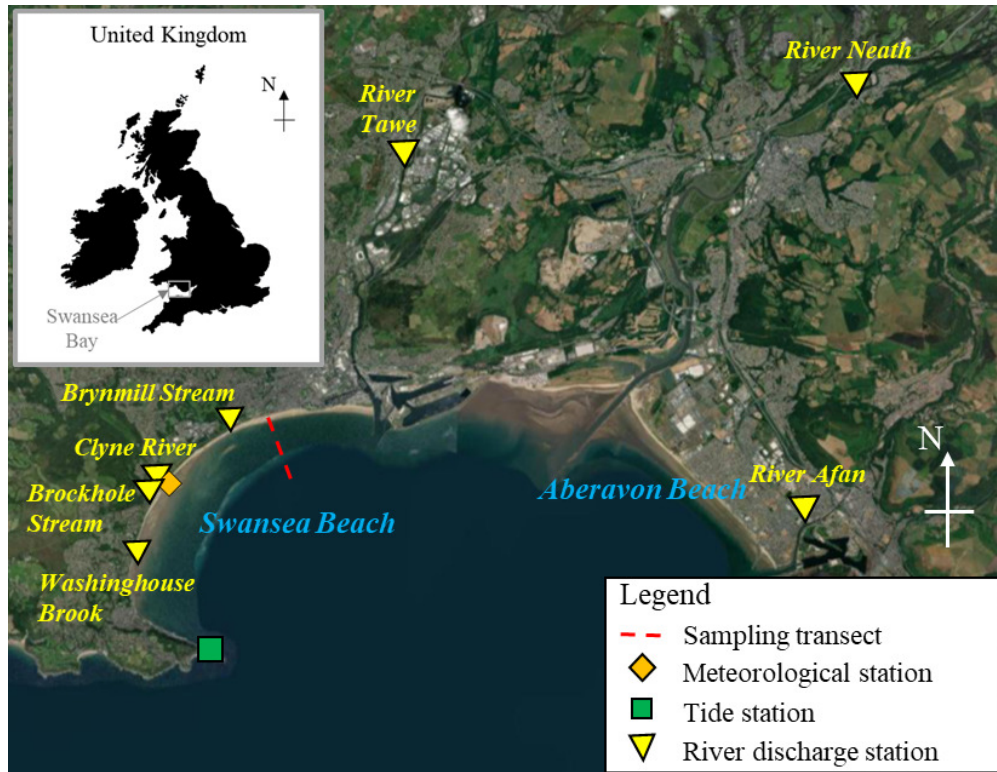 United Kingdom
N
Swansea
Bay
River Neath
River
Tawe
Brynmill Stream
Clyne River
Brockhole
Stream
Swansea Beach
Aberavon Beach
River Afan
N
Washinghouse
Brook
Legend
Sampling transect
Meteorological station
Tide station
River discharge station